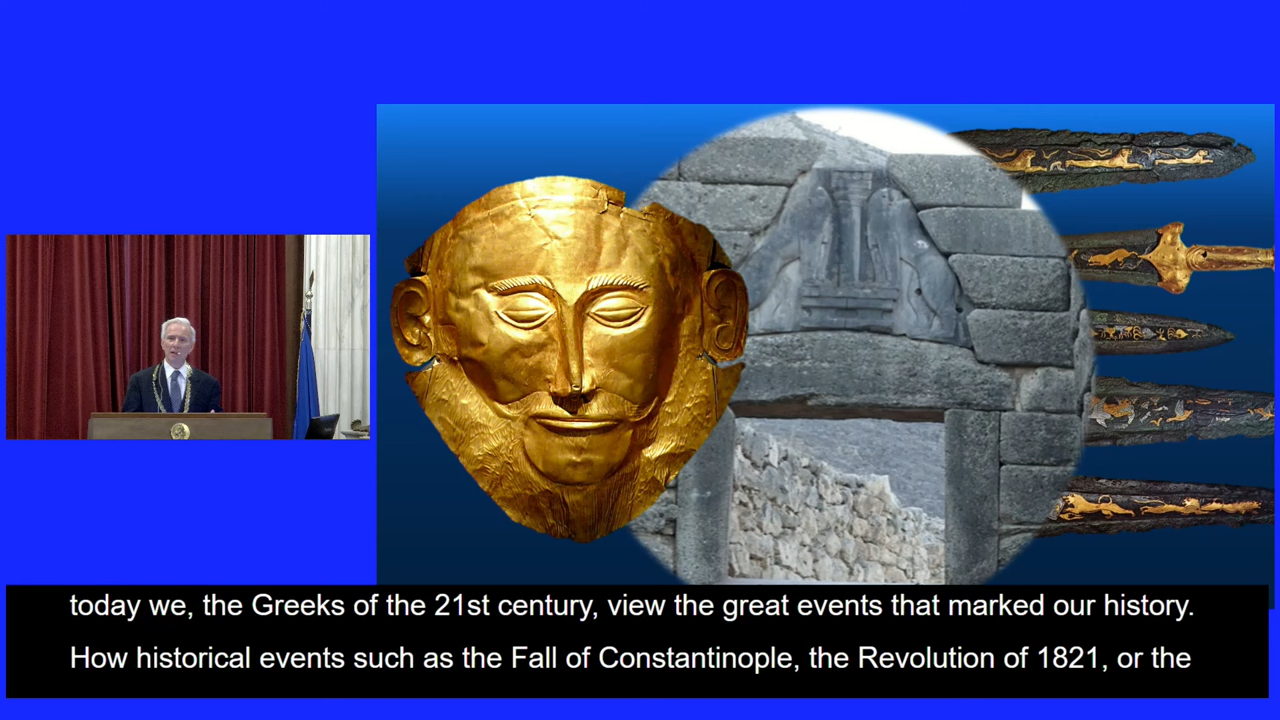 today we, the Greeks of the 21st century, view the great events that marked our history.
How historical events such as the Fall of Constantinople, the Revolution of 1821, or the